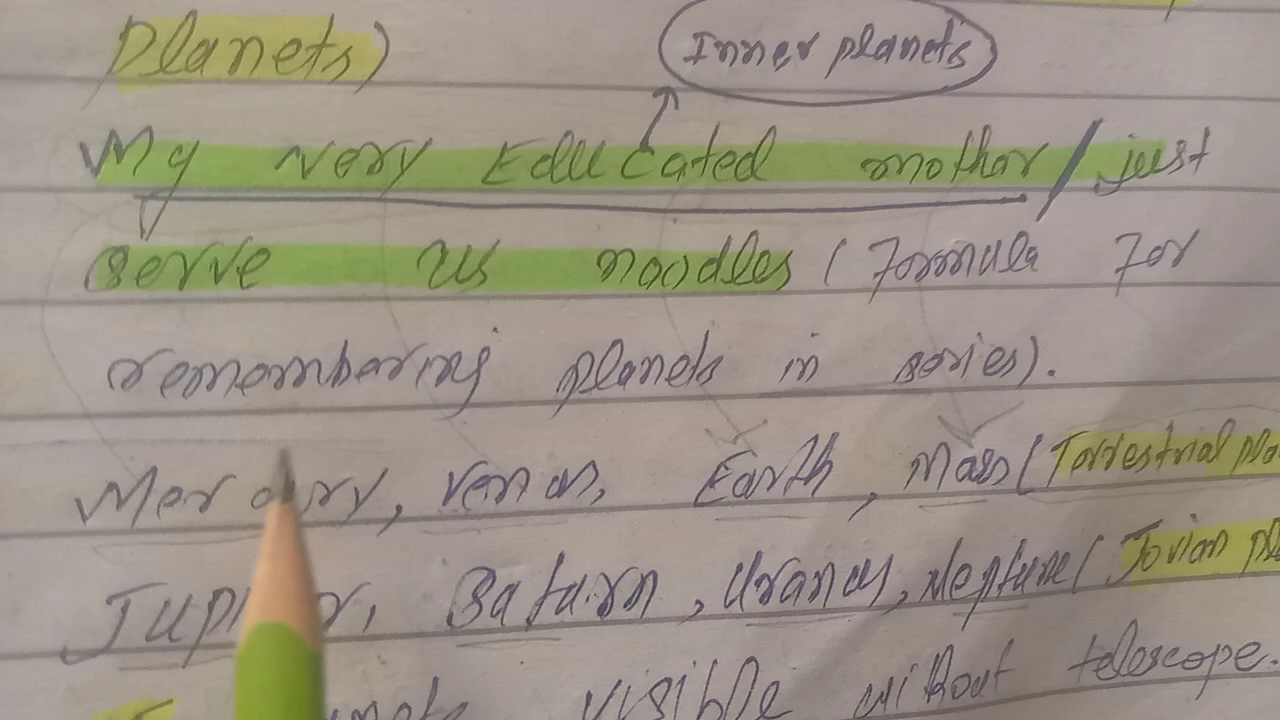 Planets)
Inner planets
My very Educated mother / just
serve us noodles (Formula For
remembering planets in series).
Mercury, venus, Earth, Mars (Terrestrial
Jupiter, Saturn, Uranus, Neptune (Jovian
visible without telescope.